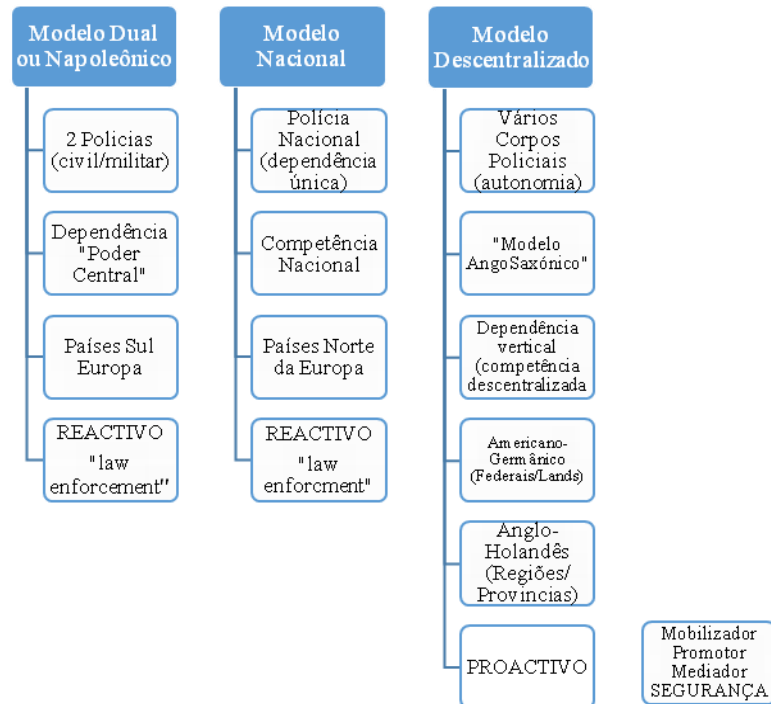 Modelo Dual
ou Napoleônico
2 Policias
(civil/militar)
Dependência
"Poder
Central"
Países Sul
Europa
REACTIVO
"law
enforcement"
Modelo
Nacional
Polícia
Nacional
(dependência
única)
Competência
Nacional
Países Norte
da Europa
REACTIVO
"law
enforcment"
Modelo
Descentralizado
Vários
Corpos
Policiais
(autonomia)
"Modelo
AngoSaxónico"
Dependência
vertical
(competência
descentralizada
Americano-
Germânico
(Federais/Lands)
Anglo-
Holandês
(Regiões/
Provincias)
PROACTIVO
Mobilizador
Promotor
Mediador
SEGURANÇA